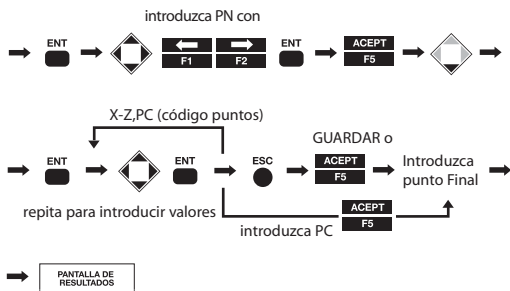 introduzca PN con
ENT ENT ACEPT
F1 F2 F5
X-Z,PC (código puntos)
GUARDAR o
ENT ENT ESC ACEPT Introduzca
F5 punto Final
repita para introducir valores ACEPT
introduzca PC F5
PANTALLA DE
RESULTADOS